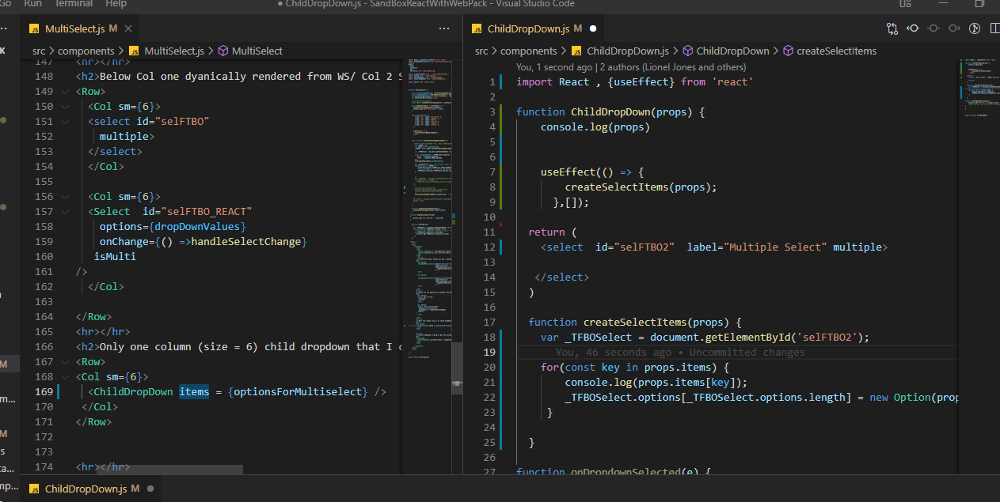 Go Run Terminal Help ● ChildDropDown.js - SandBoxReactWithWebPack - Visual Studio Code
MultiSelect.js M
src > components > MultiSelect.js > MultiSelect
147 <hr></hr>
148 <h2>Below Col one dyanically rendered from WS/ Col 2 S
149 <Row>
150 <Col sm={6}>
151 <select id="selFTBO"
152 multiple>
153 </select>
154 </Col>
155
156 <Col sm={6}>
157 <Select id="selFTBO_REACT"
158 options={dropDownValues}
159 onChange={() =>handleSelectChange}
160 isMulti
161 />
162 </Col>
163
164 </Row>
165 <hr></hr>
166 <h2>Only one column (size = 6) child dropdown that I c
167 <Row>
168 <Col sm={6}>
169 <ChildDropDown items = {optionsForMultiselect} />
170 </Col>
171 </Row>
172
173
174 <hr></hr>
ChildDropDown.js M ●
ChildDropDown.js M ●
src > components > ChildDropDown.js > ChildDropDown > createSelectItems
You, 1 second ago | 2 authors (Lionel Jones and others)
1 import React , {useEffect} from 'react'
2
3 function ChildDropDown(props) {
4 console.log(props)
5
6
7 useEffect(() => {
8 createSelectItems(props);
9 },[]);
10
11 return (
12 <select id="selFTBO2" label="Multiple Select" multiple>
13
14 </select>
15 )
16
17 function createSelectItems(props) {
18 var _TFBOSelect = document.getElementById('selFTBO2');
19 You, 46 seconds ago • Uncommitted changes
20 for(const key in props.items) {
21 console.log(props.items[key]);
22 _TFBOSelect.options[_TFBOSelect.options.length] = new Option(prop
23 }
24
25 }
26
27 function onDropdownSelected(e) {